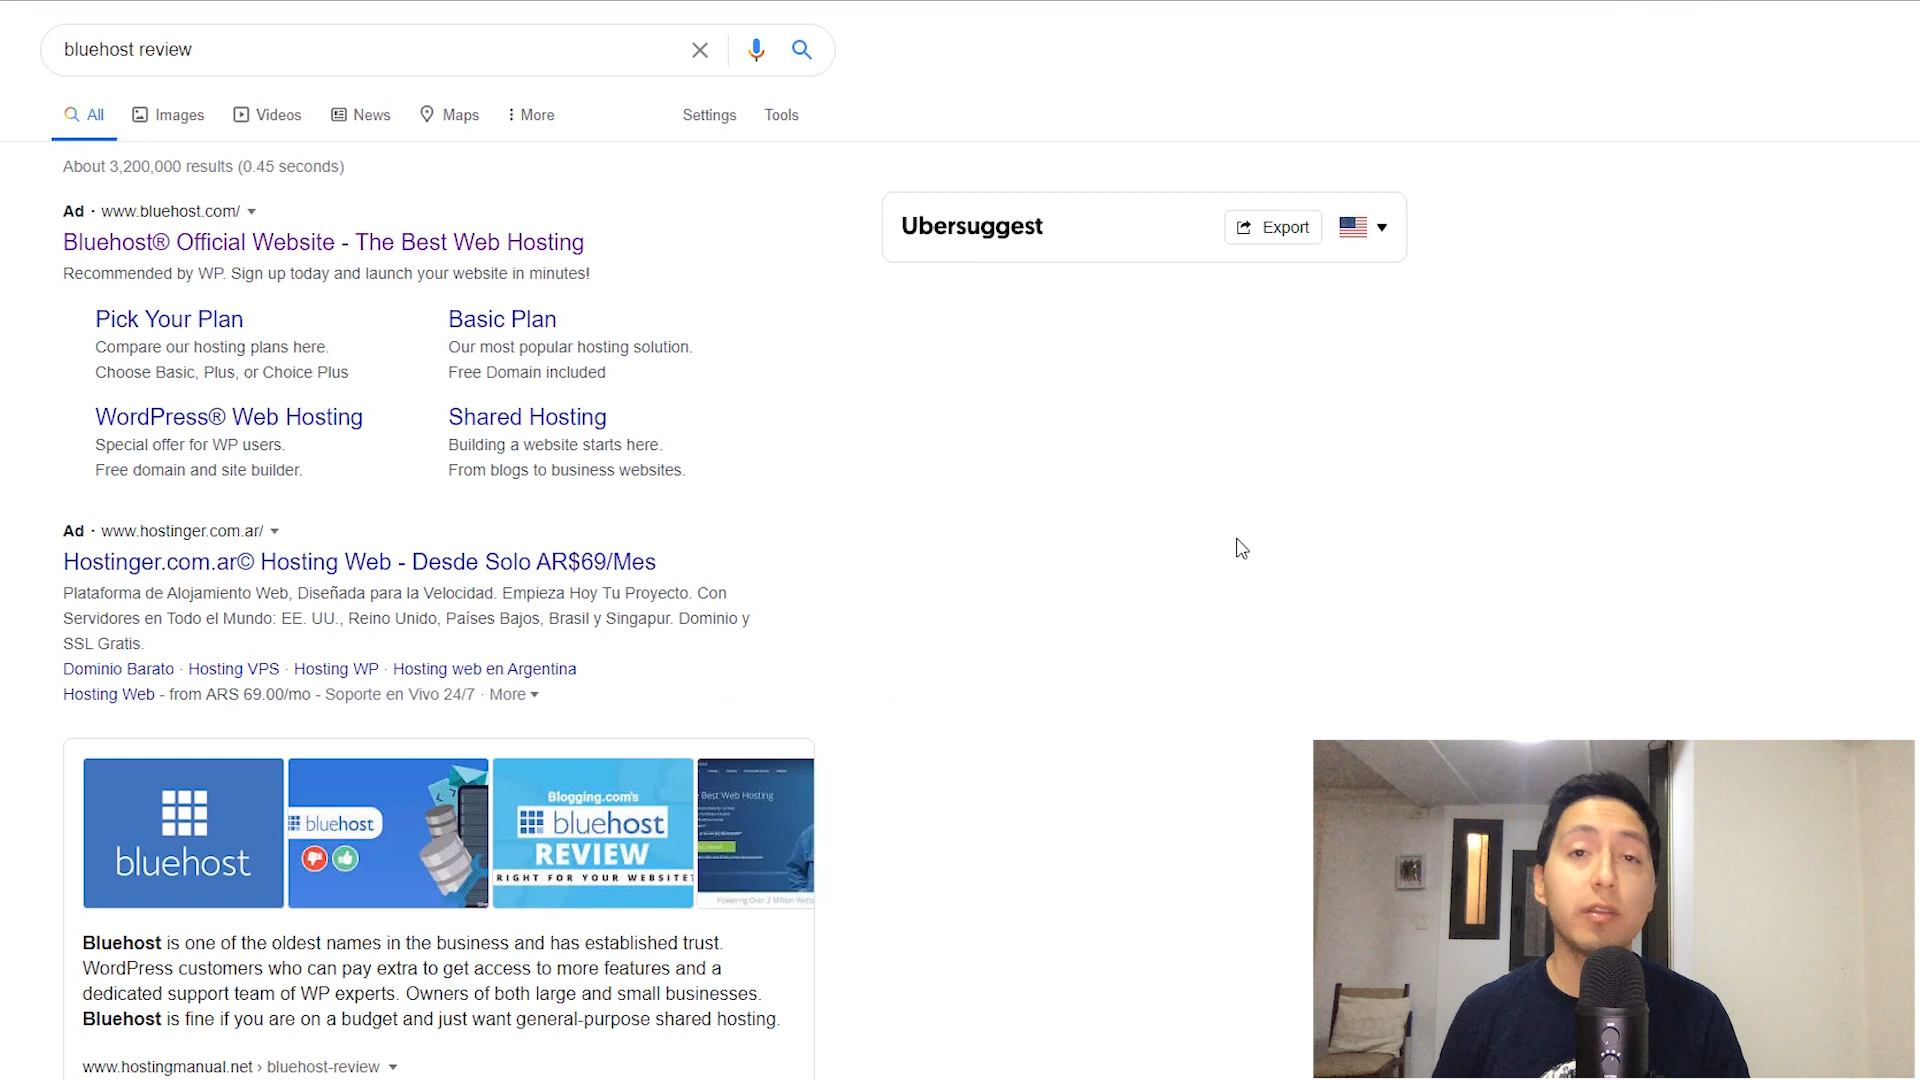 bluehost review
All
Images
Videos
News
Maps
More
Settings
Tools
About 3,200,000 results (0.45 seconds)
Ad · www.bluehost.com/
Bluehost® Official Website - The Best Web Hosting
Recommended by WP. Sign up today and launch your website in minutes!
Pick Your Plan
Compare our hosting plans here.
Choose Basic, Plus, or Choice Plus
Basic Plan
Our most popular hosting solution.
Free Domain included
WordPress® Web Hosting
Special offer for WP users.
Free domain and site builder.
Shared Hosting
Building a website starts here.
From blogs to business websites.
Ad · www.hostinger.com.ar/
Hostinger.com.ar© Hosting Web - Desde Solo AR$69/Mes
Plataforma de Alojamiento Web, Diseñada para la Velocidad. Empieza Hoy Tu Proyecto. Con
Servidores en Todo el Mundo: EE. UU., Reino Unido, Países Bajos, Brasil y Singapur. Dominio y
SSL Gratis.
Dominio Barato · Hosting VPS · Hosting WP · Hosting web en Argentina
Hosting Web - from ARS 69.00/mo - Soporte en Vivo 24/7 · More
Ubersuggest
Export
bluehost
bluehost
Blogging.com's
bluehost
REVIEW
RIGHT FOR YOUR WEBSITE?
Best Web Hosting
Powering Over 2 Million Webs
Bluehost is one of the oldest names in the business and has established trust.
WordPress customers who can pay extra to get access to more features and a
dedicated support team of WP experts. Owners of both large and small businesses.
Bluehost is fine if you are on a budget and just want general-purpose shared hosting.
www.hostingmanual.net › bluehost-review